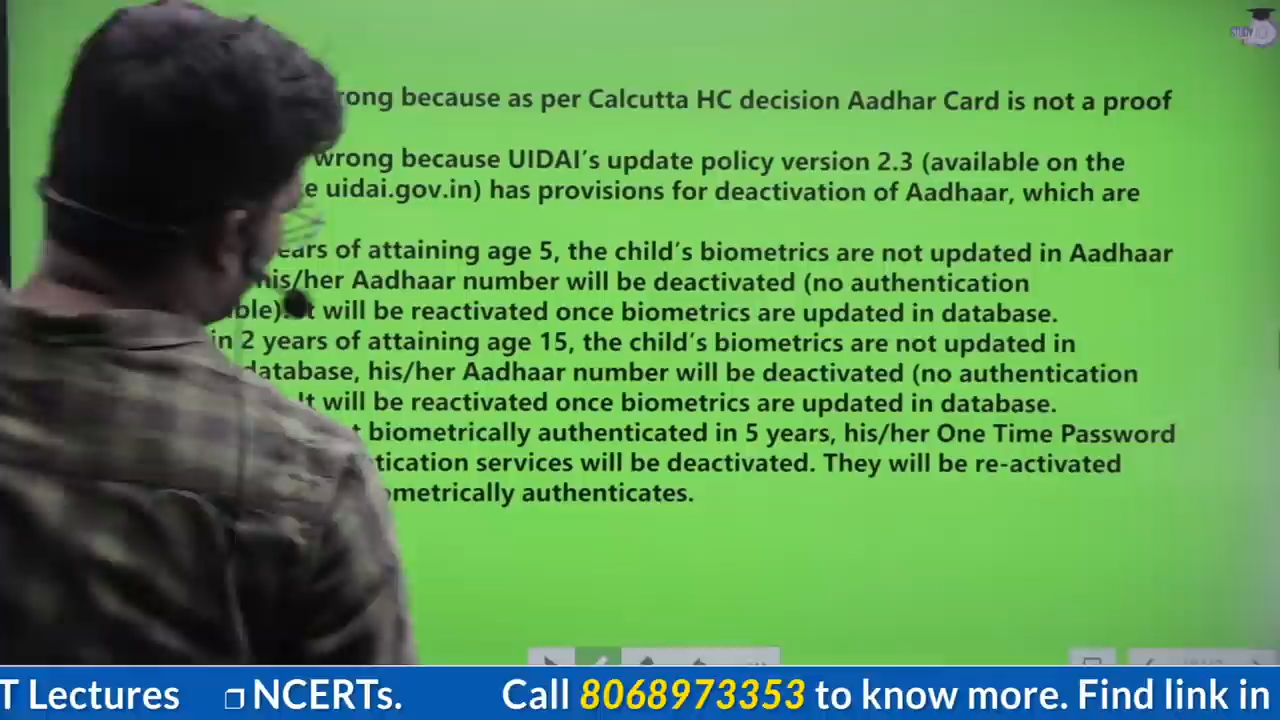 STUDY
because as per Calcutta HC decision Aadhar Card is not a proof
wrong because UIDAI's update policy version 2.3 (available on the
uidai.gov.in) has provisions for deactivation of Aadhaar, which are
of attaining age 5, the child's biometrics are not updated in Aadhaar
his/her Aadhaar number will be deactivated (no authentication
will be reactivated once biometrics are updated in database.
in 2 years of attaining age 15, the child's biometrics are not updated in
database, his/her Aadhaar number will be deactivated (no authentication
It will be reactivated once biometrics are updated in database.
biometrically authenticated in 5 years, his/her One Time Password
services will be deactivated. They will be re-activated
authenticates.
T Lectures ❐ NCERTs. Call 8068973353 to know more. Find link in